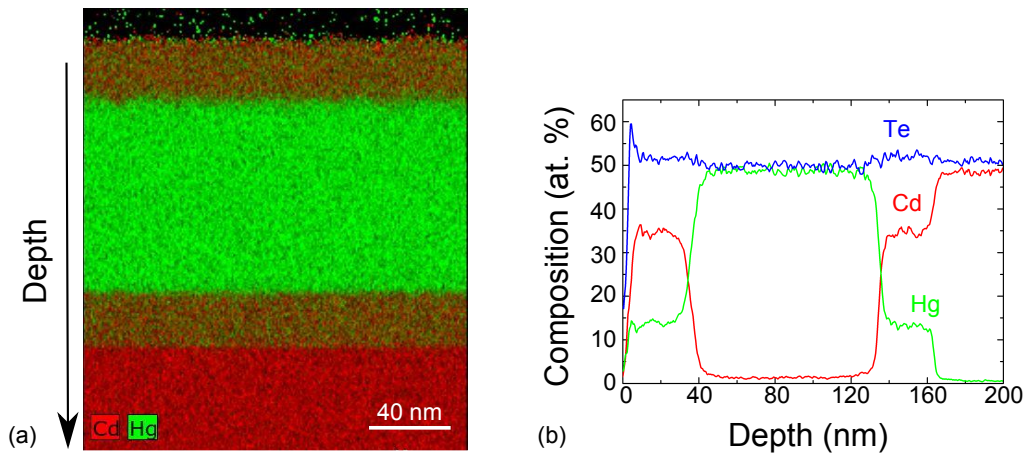 Depth
Cd Hg
40 nm
(a)
Composition (at. %)
60
50
40
30
20
10
0
Te
Cd
Hg
0 40 80 120 160 200
Depth (nm)
(b)